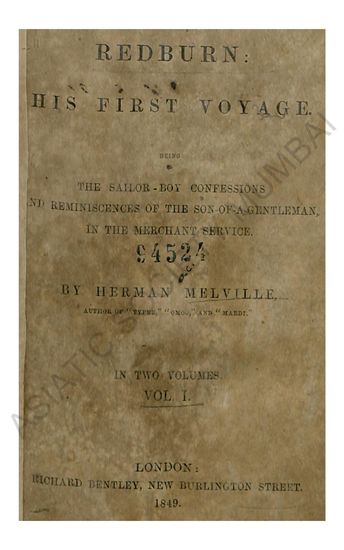 REDBURN:
HIS FIRST VOYAGE.
BEING
THE SAILOR-BOY CONFESSIONS
ND REMINISCENCES OF THE SON-OF-A-GENTLEMAN,
IN THE MERCHANT SERVICE.
94524
BY HERMAN MELVILLE,
AUTHOR OF "TYPEE," "OMOO," AND "MARDI."
IN TWO VOLUMES.
VOL. I.
LONDON:
RICHARD BENTLEY, NEW BURLINGTON STREET.
1849.
ASIATIC SOCIETY MUMBAI